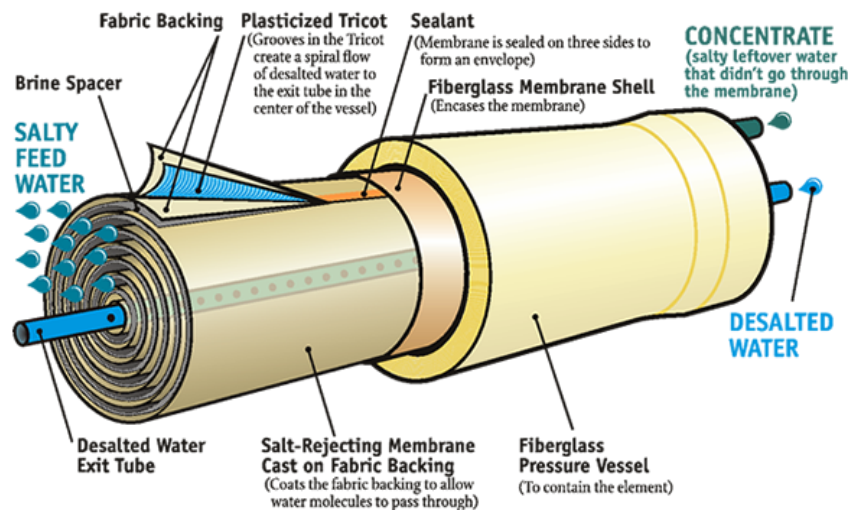 Fabric Backing
Plasticized Tricot
(Grooves in the Tricot
create a spiral flow
of desalted water to
the exit tube in the
center of the vessel)
Sealant
(Membrane is sealed on three sides to
form an envelope)
Fiberglass Membrane Shell
(Encases the membrane)
CONCENTRATE
(salty leftover water
that didn't go through
the membrane)
Brine Spacer
SALTY
FEED
WATER
DESALTED
WATER
Desalted Water
Exit Tube
Salt-Rejecting Membrane
Cast on Fabric Backing
(Coats the fabric backing to allow
water molecules to pass through)
Fiberglass
Pressure Vessel
(To contain the element)